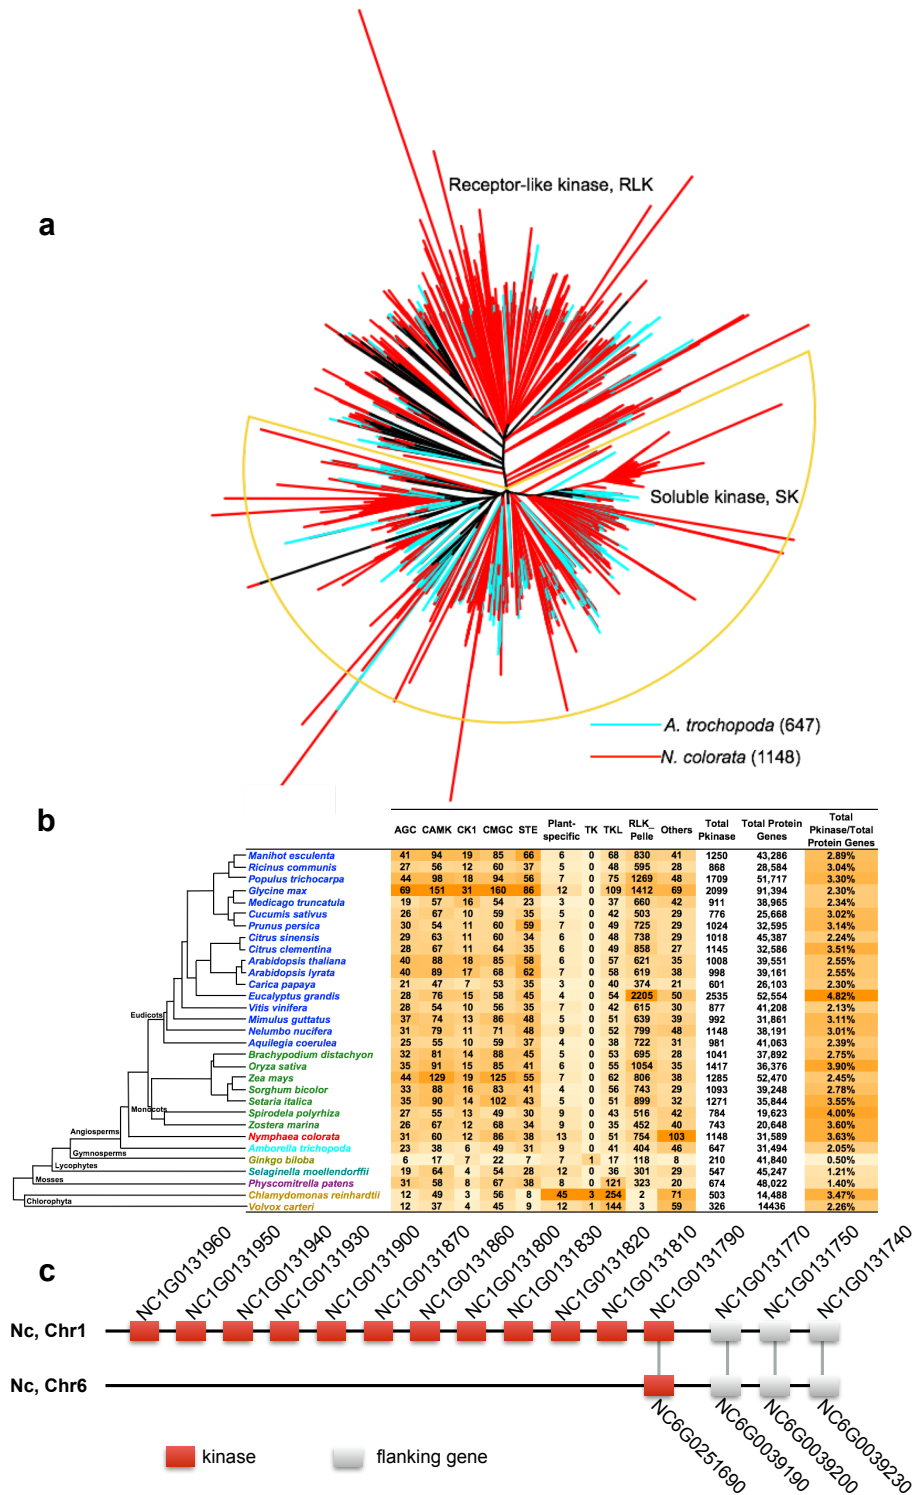 a
Receptor-like kinase, RLK
Soluble kinase, SK
A. trochopoda (647)
N. colorata (1148)
b
AGC CAMK CK1 CMGC STE Plant-specific TK TKL RLK_Pelle Others Total Pkinase Total Protein Genes Total Pkinase/Total Protein Genes
Manihot esculenta 41 94 19 85 66 6 0 68 830 41 1250 43,286 2.89%
Ricinus communis 27 56 12 60 37 5 0 48 595 28 868 28,584 3.04%
Populus trichocarpa 44 98 18 94 56 7 0 75 1269 48 1709 51,717 3.30%
Glycine max 69 151 31 160 86 12 0 109 1412 69 2099 91,394 2.30%
Medicago truncatula 19 57 16 54 23 3 0 37 660 42 911 38,965 2.34%
Cucumis sativus 26 67 10 59 35 5 0 42 503 29 776 25,668 3.02%
Prunus persica 30 54 11 60 59 7 0 49 725 29 1024 32,595 3.14%
Citrus sinensis 29 63 11 60 34 6 0 48 738 29 1018 45,387 2.24%
Citrus clementina 28 67 11 64 35 6 0 49 858 27 1145 32,586 3.51%
Arabidopsis thaliana 40 88 18 85 58 6 0 57 621 35 1008 39,551 2.55%
Arabidopsis lyrata 40 89 17 68 62 7 0 58 619 38 998 39,161 2.55%
Carica papaya 21 47 7 53 35 3 0 40 374 21 601 26,103 2.30%
Eucalyptus grandis 28 76 15 58 45 4 0 54 2205 50 2535 52,554 4.82%
Vitis vinifera 28 54 10 56 35 7 0 42 615 30 877 41,208 2.13%
Eudicots
Mimulus guttatus 37 74 13 86 48 5 0 51 639 39 992 31,861 3.11%
Nelumbo nucifera 31 79 11 71 48 9 0 52 799 48 1148 38,191 3.01%
Aquilegia coerulea 25 55 10 59 37 4 0 38 722 31 981 41,063 2.39%
Brachypodium distachyon 32 81 14 88 45 5 0 53 695 28 1041 37,892 2.75%
Oryza sativa 35 91 15 85 41 6 0 55 1054 35 1417 36,376 3.90%
Zea mays 44 129 19 125 55 7 0 62 806 38 1285 52,470 2.45%
Sorghum bicolor 33 88 16 83 41 4 0 56 743 29 1093 39,248 2.78%
Setaria italica 35 90 14 102 43 5 0 51 899 32 1271 35,844 3.55%
Monocots
Spirodela polyrhiza 27 55 13 49 30 9 0 43 516 42 784 19,623 4.00%
Zostera marina 26 67 12 68 34 9 0 35 452 40 743 20,648 3.60%
Angiosperms
Nymphaea colorata 31 60 12 86 38 13 0 51 754 103 1148 31,589 3.63%
Amborella trichopoda 23 38 6 49 31 9 0 41 404 46 647 31,494 2.05%
Gymnosperms
Ginkgo biloba 6 17 7 22 7 7 1 17 118 8 210 41,840 0.50%
Lycophytes
Selaginella moellendorffii 19 64 4 54 28 12 0 36 301 29 547 45,247 1.21%
Mosses
Physcomitrella patens 31 58 8 67 38 8 0 121 323 20 674 48,022 1.40%
Chlamydomonas reinhardtii 12 49 3 56 8 45 3 254 2 71 503 14,488 3.47%
Chlorophyta
Volvox carteri 12 37 4 45 9 12 1 144 3 59 326 14436 2.26%
c
NC1G0131960
NC1G0131950
NC1G0131940
NC1G0131930
NC1G0131900
NC1G0131870
NC1G0131860
NC1G0131800
NC1G0131830
NC1G0131820
NC1G0131810
NC1G0131790
NC1G0131770
NC1G0131750
NC1G0131740
Nc, Chr1
Nc, Chr6
NC6G0251690
NC6G0039190
NC6G0039200
NC6G0039230
kinase
flanking gene